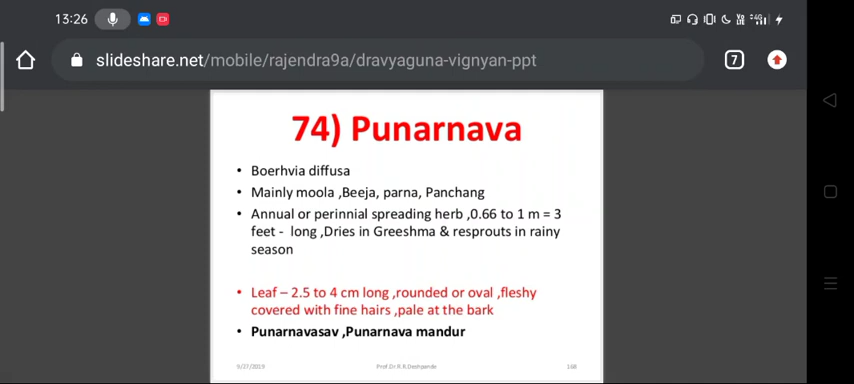 13:26
slideshare.net/mobile/rajendra9a/dravyaguna-vignyan-ppt
7
74) Punarnava
• Boerhvia diffusa
• Mainly moola ,Beeja, parna, Panchang
• Annual or perinnial spreading herb ,0.66 to 1 m = 3
feet - long ,Dries in Greeshma & resprouts in rainy
season
• Leaf – 2.5 to 4 cm long ,rounded or oval ,fleshy
covered with fine hairs ,pale at the bark
• Punarnavasav ,Punarnava mandur
9/27/2019
Prof.Dr.R.R.Deshpande
168